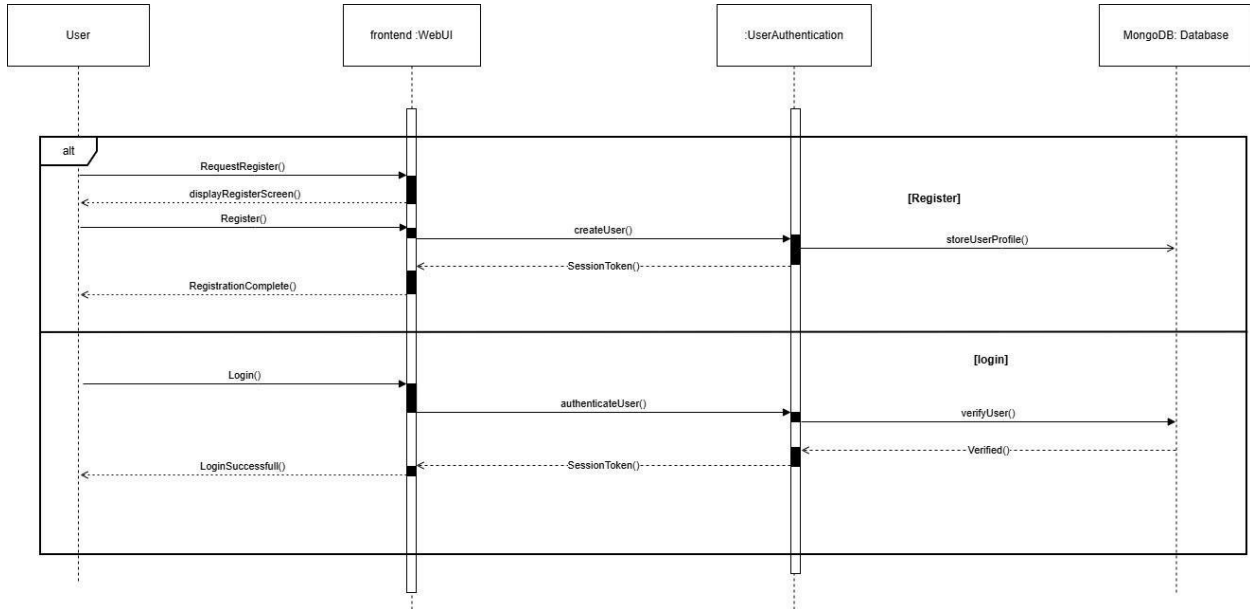 User
frontend :WebUI
:UserAuthentication
MongoDB: Database
alt
RequestRegister()
displayRegisterScreen()
[Register]
Register()
createUser()
storeUserProfile()
SessionToken()
RegistrationComplete()
[login]
Login()
authenticateUser()
verifyUser()
Verified()
SessionToken()
LoginSuccessfull()